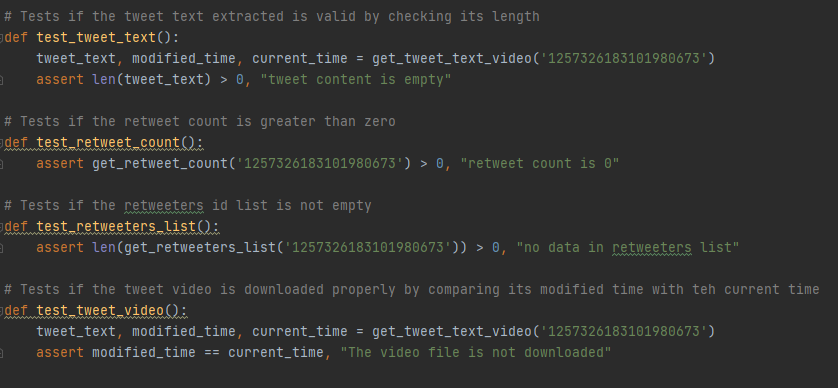 # Tests if the tweet text extracted is valid by checking its length
def test_tweet_text():
    tweet_text, modified_time, current_time = get_tweet_text_video('1257326183101980673')
    assert len(tweet_text) > 0, "tweet content is empty"
# Tests if the retweet count is greater than zero
def test_retweet_count():
    assert get_retweet_count('1257326183101980673') > 0, "retweet count is 0"
# Tests if the retweeters id list is not empty
def test_retweeters_list():
    assert len(get_retweeters_list('1257326183101980673')) > 0, "no data in retweeters list"
# Tests if the tweet video is downloaded properly by comparing its modified time with teh current time
def test_tweet_video():
    tweet_text, modified_time, current_time = get_tweet_text_video('1257326183101980673')
    assert modified_time == current_time, "The video file is not downloaded"